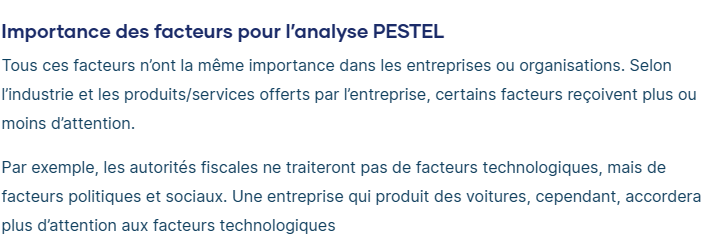 Importance des facteurs pour l’analyse PESTEL
Tous ces facteurs n’ont la même importance dans les entreprises ou organisations. Selon
l’industrie et les produits/services offerts par l’entreprise, certains facteurs reçoivent plus ou
moins d’attention.
Par exemple, les autorités fiscales ne traiteront pas de facteurs technologiques, mais de
facteurs politiques et sociaux. Une entreprise qui produit des voitures, cependant, accordera
plus d’attention aux facteurs technologiques